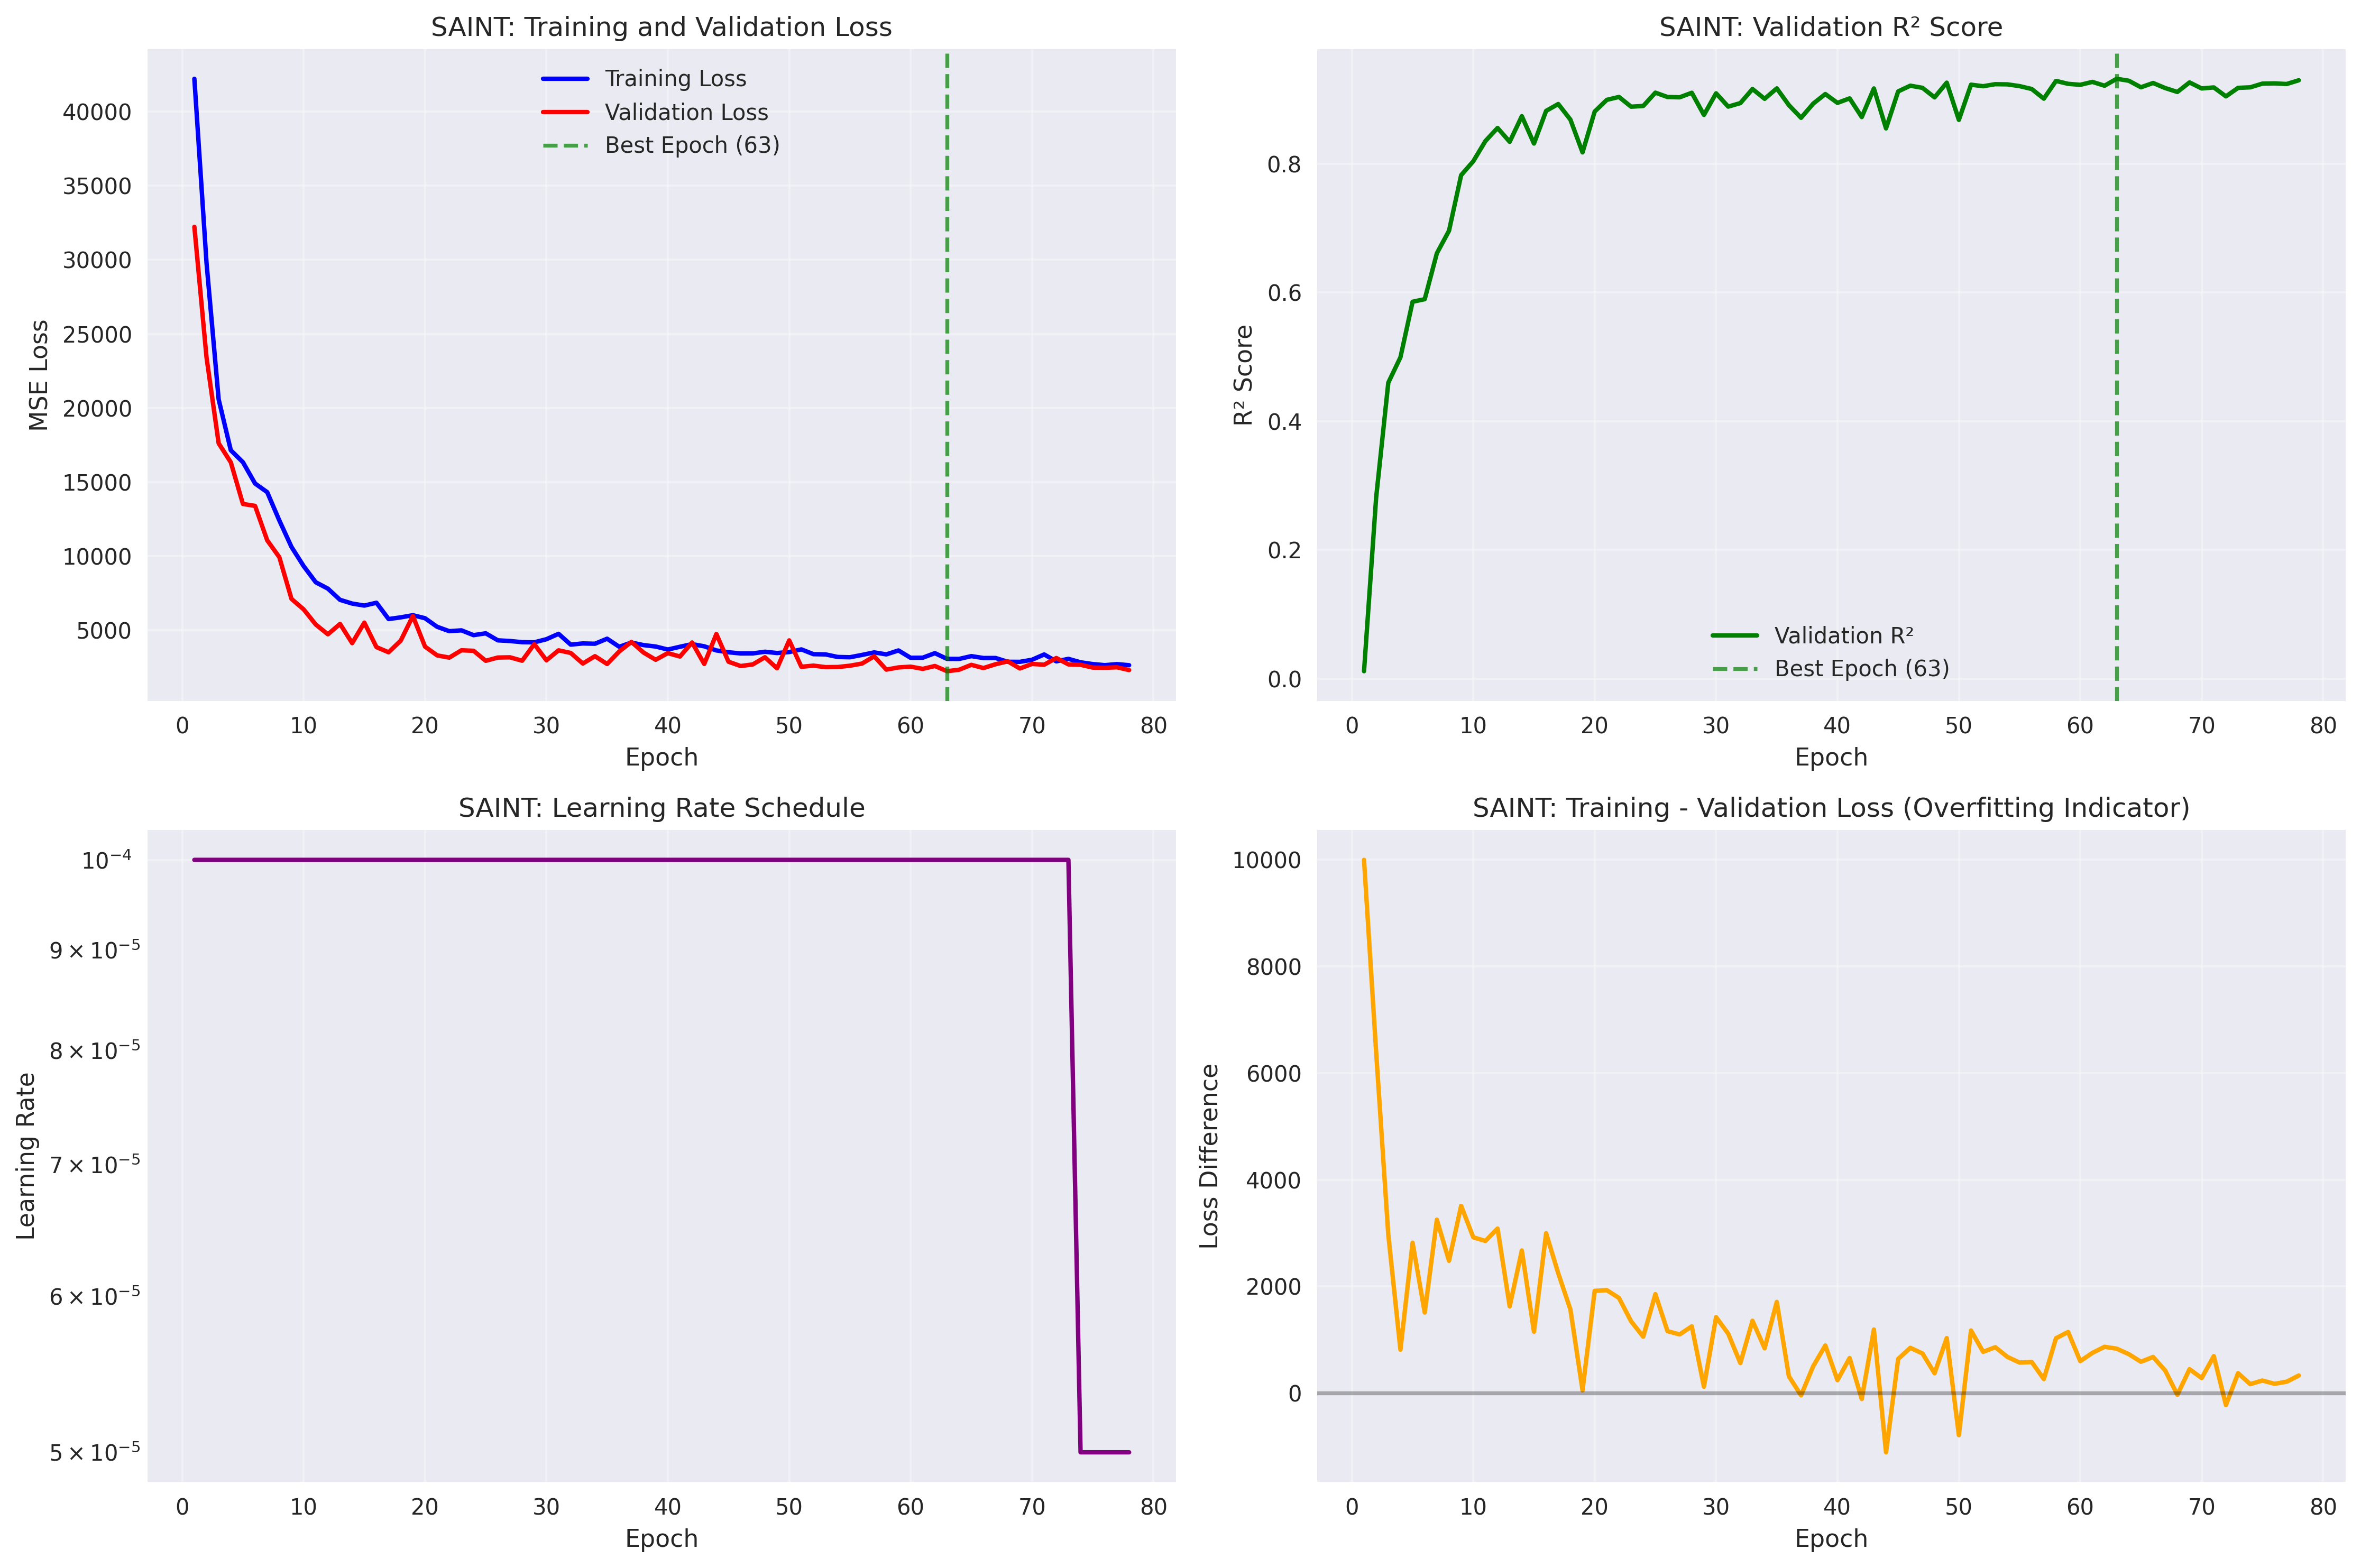 SAINT: Training and Validation Loss
Training Loss
Validation Loss
Best Epoch (63)
MSE Loss
40000
35000
30000
25000
20000
15000
10000
5000
0 10 20 30 40 50 60 70 80
Epoch
SAINT: Validation R² Score
R² Score
0.8
0.6
0.4
0.2
0.0
Validation R²
Best Epoch (63)
0 10 20 30 40 50 60 70 80
Epoch
SAINT: Learning Rate Schedule
Learning Rate
10⁻⁴
9 × 10⁻⁵
8 × 10⁻⁵
7 × 10⁻⁵
6 × 10⁻⁵
5 × 10⁻⁵
0 10 20 30 40 50 60 70 80
Epoch
SAINT: Training - Validation Loss (Overfitting Indicator)
Loss Difference
10000
8000
6000
4000
2000
0
0 10 20 30 40 50 60 70 80
Epoch